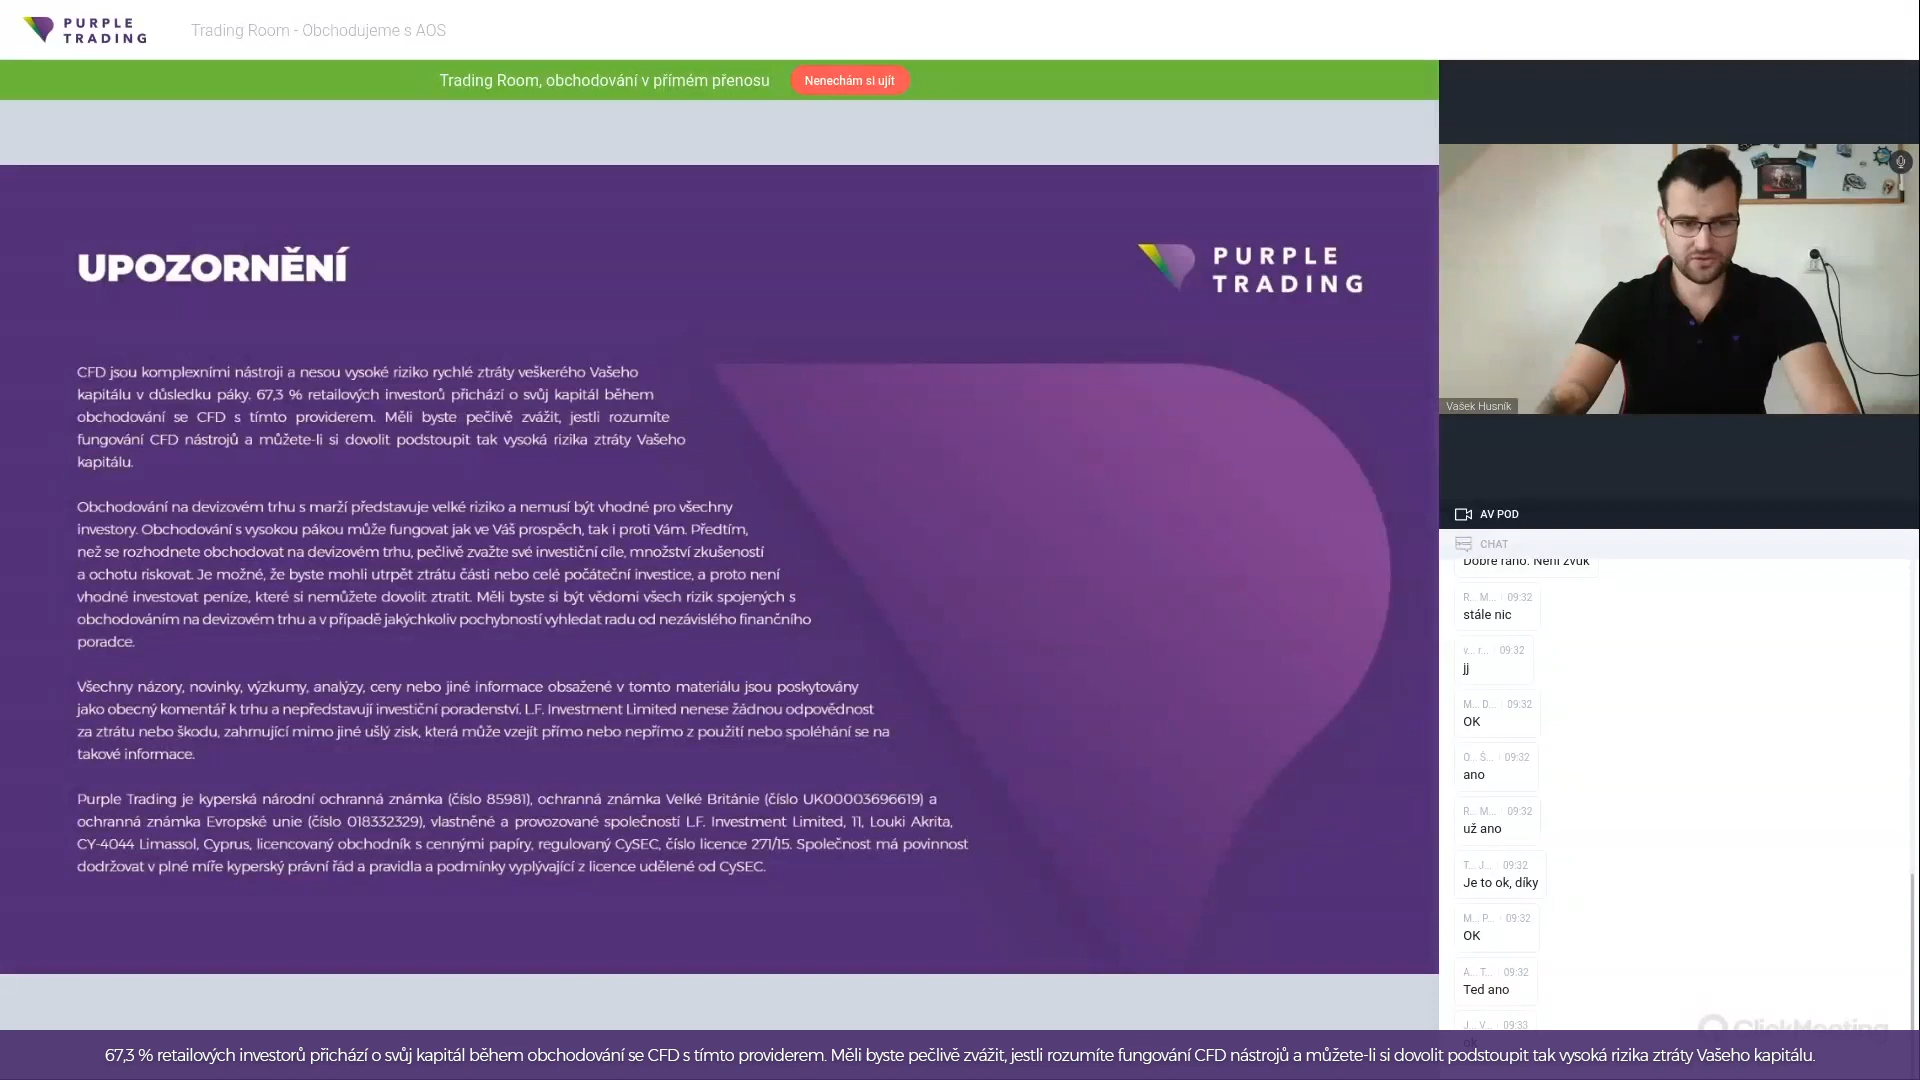 PURPLE
TRADING
Trading Room - Obchodujeme s AOS
Trading Room, obchodování v přímém přenosu
Nenechám si ujít
UPOZORNĚNÍ
PURPLE
TRADING
CFD jsou komplexními nástroji a nesou vysoké riziko rychlé ztráty veškerého Vašeho
kapitálu v důsledku páky. 67,3 % retailových investorů přichází o svůj kapitál během
obchodování se CFD s tímto providerem. Měli byste pečlivě zvážit, jestli rozumíte
fungování CFD nástrojů a můžete-li si dovolit podstoupit tak vysoká rizika ztráty Vašeho
kapitálu.
Obchodování na devizovém trhu s marží představuje velké riziko a nemusí být vhodné pro všechny
investory. Obchodování s vysokou pákou může fungovat jak ve Váš prospěch, tak i proti Vám. Předtím,
než se rozhodnete obchodovat na devizovém trhu, pečlivě zvažte své investiční cíle, množství zkušeností
a ochotu riskovat. Je možné, že byste mohli utrpět ztrátu části nebo celé počáteční investice, a proto není
vhodné investovat peníze, které si nemůžete dovolit ztratit. Měli byste si být vědomi všech rizik spojených s
obchodováním na devizovém trhu a v případě jakýchkoliv pochybností vyhledat radu od nezávislého finančního
poradce.
Všechny názory, novinky, výzkumy, analýzy, ceny nebo jiné informace obsažené v tomto materiálu jsou poskytovány
jako obecný komentář k trhu a nepředstavují investiční poradenství. L.F. Investment Limited nenese žádnou odpovědnost
za ztrátu nebo škodu, zahrnující mimo jiné ušlý zisk, která může vzejít přímo nebo nepřímo z použití nebo spoléhání se na
takové informace.
Purple Trading je kyperská národní ochranná známka (číslo 85981), ochranná známka Velké Británie (číslo UK00003696619) a
ochranná známka Evropské unie (číslo 018332329), vlastněné a provozované společností L.F. Investment Limited, 11, Louki Akrita,
CY-4044 Limassol, Cyprus, licencovaný obchodník s cennými papíry, regulovaný CySEC, číslo licence 271/15. Společnost má povinnost
dodržovat v plné míře kyperský právní řád a pravidla a podmínky vyplývající z licence udělené od CySEC.
Vašek Husník
AV POD
CHAT
Dobré ráno. Není zvuk
R... M... 09:32
stále nic
v... r... 09:32
jj
M... D... 09:32
OK
O... Š... 09:32
ano
R... M... 09:32
už ano
T... J... 09:32
Je to ok, díky
M... P... 09:32
OK
A... T... 09:32
Ted ano
J... V... 09:33
ok
ClickMeeting
67,3 % retailových investorů přichází o svůj kapitál během obchodování se CFD s tímto providerem. Měli byste pečlivě zvážit, jestli rozumíte fungování CFD nástrojů a můžete-li si dovolit podstoupit tak vysoká rizika ztráty Vašeho kapitálu.